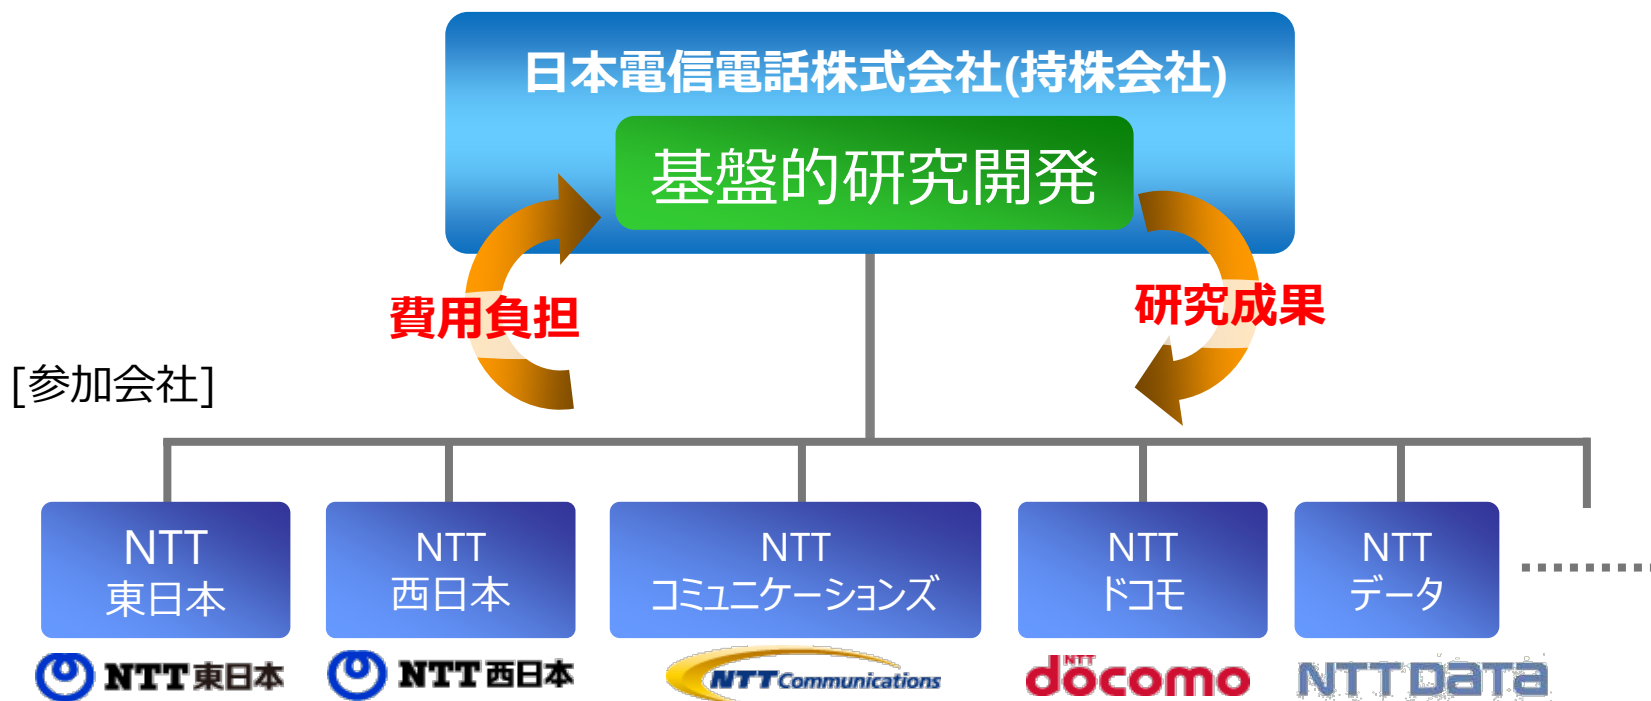 日本電信電話株式会社(持株会社)
基盤的研究開発
費用負担
研究成果
[参加会社]
NTT
東日本
NTT
西日本
NTT
コミュニケーションズ
NTT
ドコモ
NTT
データ
NTT東日本
NTT西日本
NTT Communications
NTT
docomo
NTT DATA